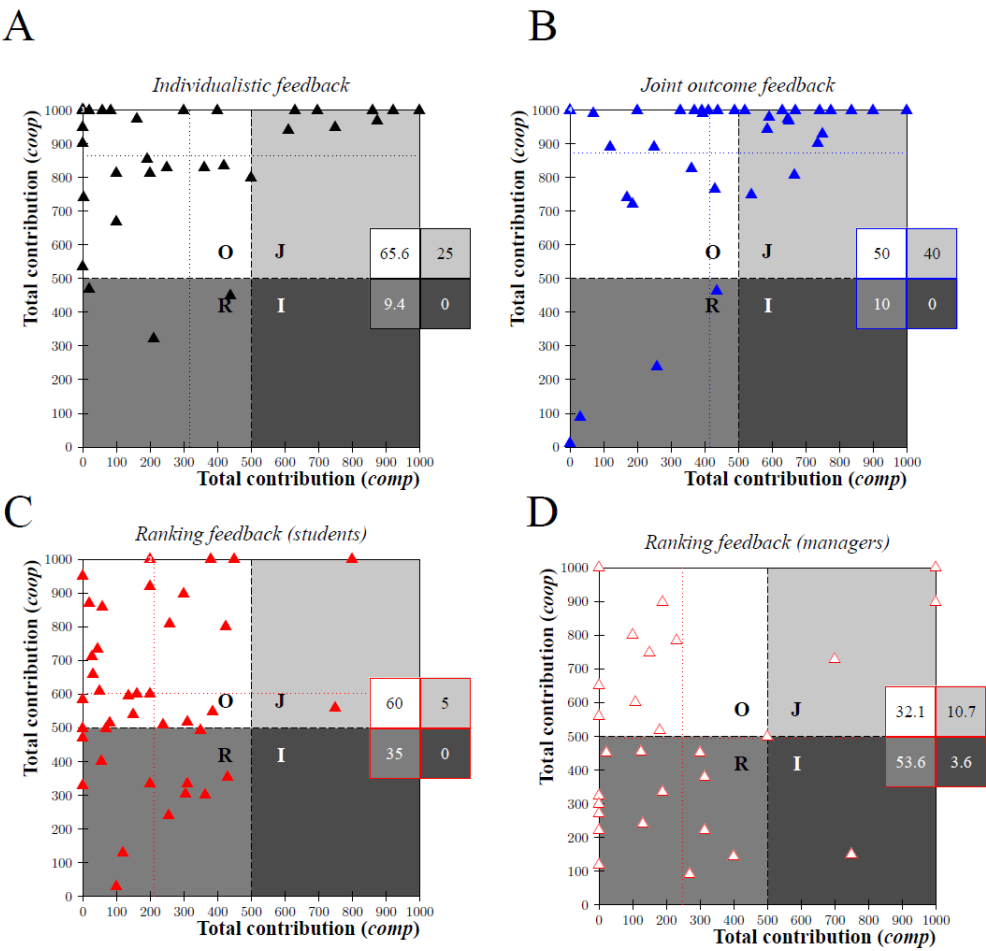 A
B
Individualistic feedback
Joint outcome feedback
Total contribution (coop)
1000
900
800
700
600
500
400
300
200
100
0
O J
R I
65.6 25
9.4 0
0 100 200 300 400 500 600 700 800 900 1000
Total contribution (comp)
Total contribution (coop)
1000
900
800
700
600
500
400
300
200
100
0
O J
R I
50 40
10 0
0 100 200 300 400 500 600 700 800 900 1000
Total contribution (comp)
C
D
Ranking feedback (students)
Ranking feedback (managers)
Total contribution (coop)
1000
900
800
700
600
500
400
300
200
100
0
O J
R I
60 5
35 0
0 100 200 300 400 500 600 700 800 900 1000
Total contribution (comp)
Total contribution (coop)
1000
900
800
700
600
500
400
300
200
100
0
O J
R I
32.1 10.7
53.6 3.6
0 100 200 300 400 500 600 700 800 900 1000
Total contribution (comp)